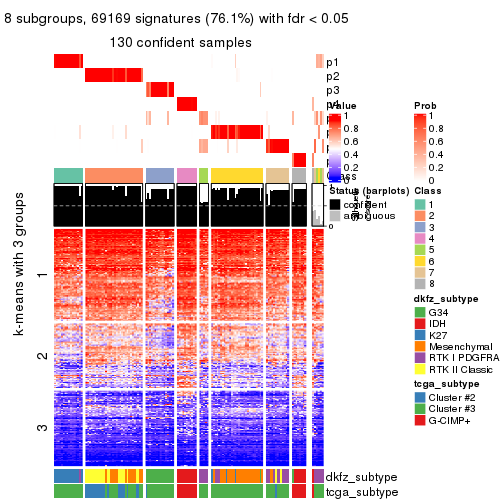 8 subgroups, 69169 signatures (76.1%) with fdr < 0.05
130 confident samples
p1
p2
p3
Value
1
0.8
0.6
0.4
0.2
0
Prob
1
0.8
0.6
0.4
0.2
0
Status (barplots)
confident
ambiguous
Class
1
2
3
4
5
6
7
8
dkfz_subtype
G34
IDH
K27
Mesenchymal
RTK I PDGFRA
RTK II Classic
tcga_subtype
Cluster #2
Cluster #3
G-CIMP+
k-means with 3 groups
1
2
3
dkfz_subtype
tcga_subtype